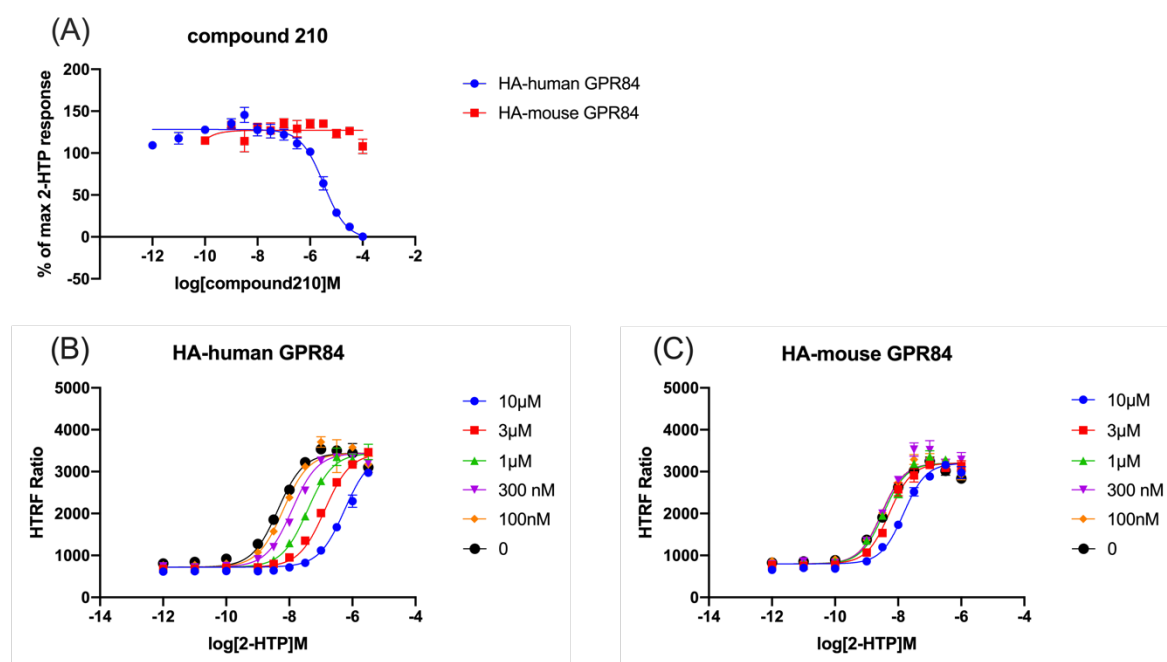 (A)
compound 210
% of max 2-HTP response
200
150
100
50
0
-50
-12 -10 -8 -6 -4 -2
log[compound210]M
HA-human GPR84
HA-mouse GPR84
(B)
HA-human GPR84
HTRF Ratio
5000
4000
3000
2000
1000
0
-14 -12 -10 -8 -6 -4
log[2-HTP]M
10μM
3μM
1μM
300 nM
100nM
0
(C)
HA-mouse GPR84
HTRF Ratio
5000
4000
3000
2000
1000
0
-14 -12 -10 -8 -6 -4
log[2-HTP]M
10μM
3μM
1μM
300 nM
100nM
0